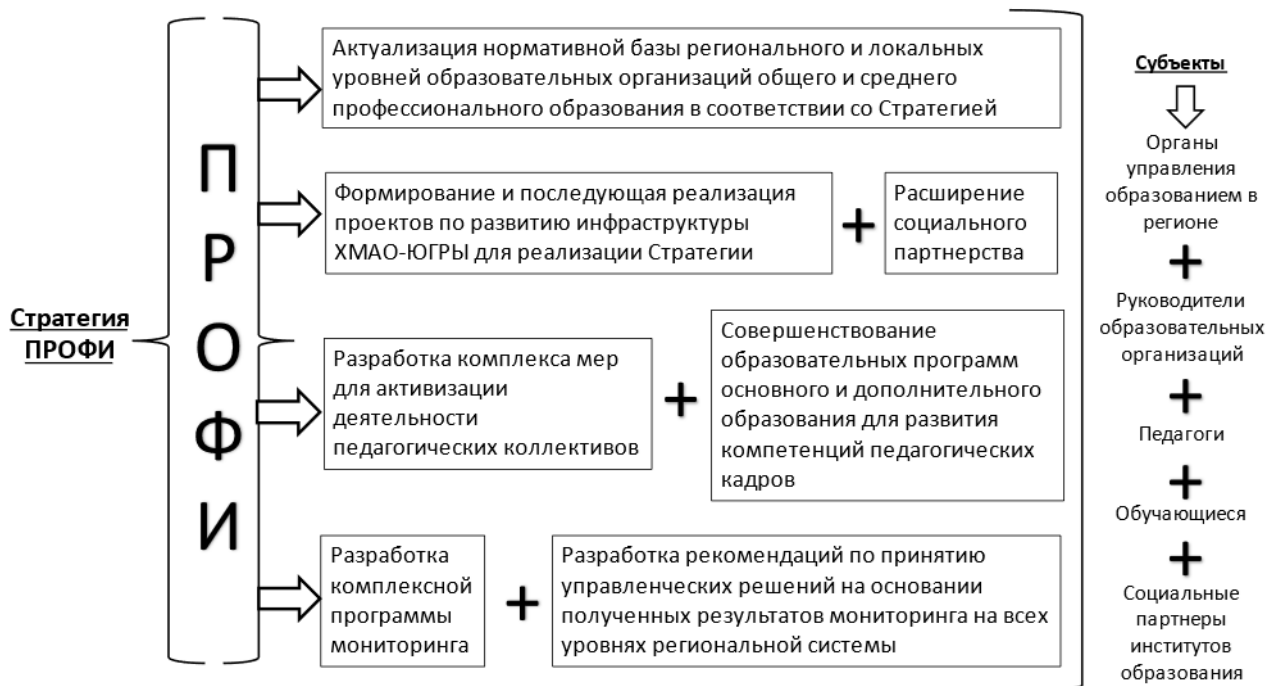 Стратегия
ПРОФИ
П
Р
О
Ф
И
Актуализация нормативной базы регионального и локальных
уровней образовательных организаций общего и среднего
профессионального образования в соответствии со Стратегией
Формирование и последующая реализация
проектов по развитию инфраструктуры
ХМАО-ЮГРЫ для реализации Стратегии
+
Расширение
социального
партнерства
Разработка комплекса мер
для активизации
деятельности
педагогических коллективов
+
Совершенствование
образовательных программ
основного и дополнительного
образования для развития
компетенций педагогических
кадров
Разработка
комплексной
программы
мониторинга
+
Разработка рекомендаций по принятию
управленческих решений на основании
полученных результатов мониторинга на всех
уровнях региональной системы
Субъекты
Органы
управления
образованием в
регионе
+
Руководители
образовательных
организаций
+
Педагоги
+
Обучающиеся
+
Социальные
партнеры
институтов
образования